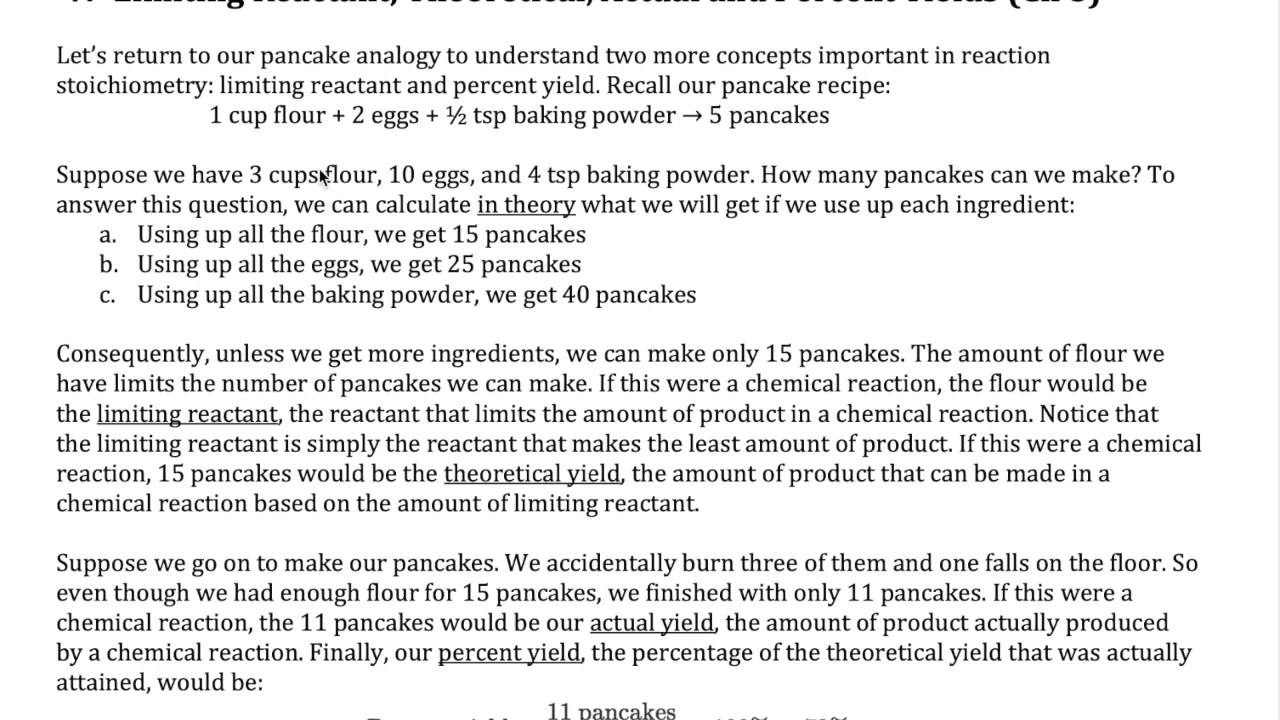 Limiting Reactant, Theoretical, Actual and Percent Yields
Let’s return to our pancake analogy to understand two more concepts important in reaction
stoichiometry: limiting reactant and percent yield. Recall our pancake recipe:
1 cup flour + 2 eggs + ½ tsp baking powder → 5 pancakes
Suppose we have 3 cups flour, 10 eggs, and 4 tsp baking powder. How many pancakes can we make? To
answer this question, we can calculate in theory what we will get if we use up each ingredient:
a. Using up all the flour, we get 15 pancakes
b. Using up all the eggs, we get 25 pancakes
c. Using up all the baking powder, we get 40 pancakes
Consequently, unless we get more ingredients, we can make only 15 pancakes. The amount of flour we
have limits the number of pancakes we can make. If this were a chemical reaction, the flour would be
the limiting reactant, the reactant that limits the amount of product in a chemical reaction. Notice that
the limiting reactant is simply the reactant that makes the least amount of product. If this were a chemical
reaction, 15 pancakes would be the theoretical yield, the amount of product that can be made in a
chemical reaction based on the amount of limiting reactant.
Suppose we go on to make our pancakes. We accidentally burn three of them and one falls on the floor. So
even though we had enough flour for 15 pancakes, we finished with only 11 pancakes. If this were a
chemical reaction, the 11 pancakes would be our actual yield, the amount of product actually produced
by a chemical reaction. Finally, our percent yield, the percentage of the theoretical yield that was actually
attained, would be:
11 pancakes